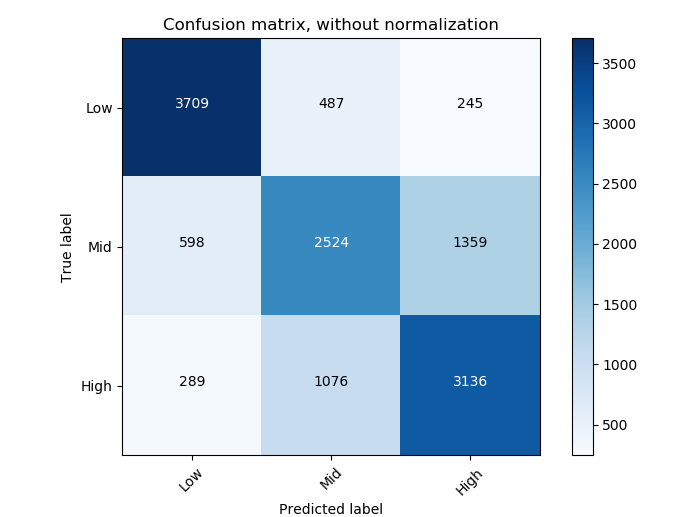 Confusion matrix, without normalization
Low
3709 487 245
Mid
598 2524 1359
High
289 1076 3136
Low Mid High
True label
Predicted label
3500
3000
2500
2000
1500
1000
500